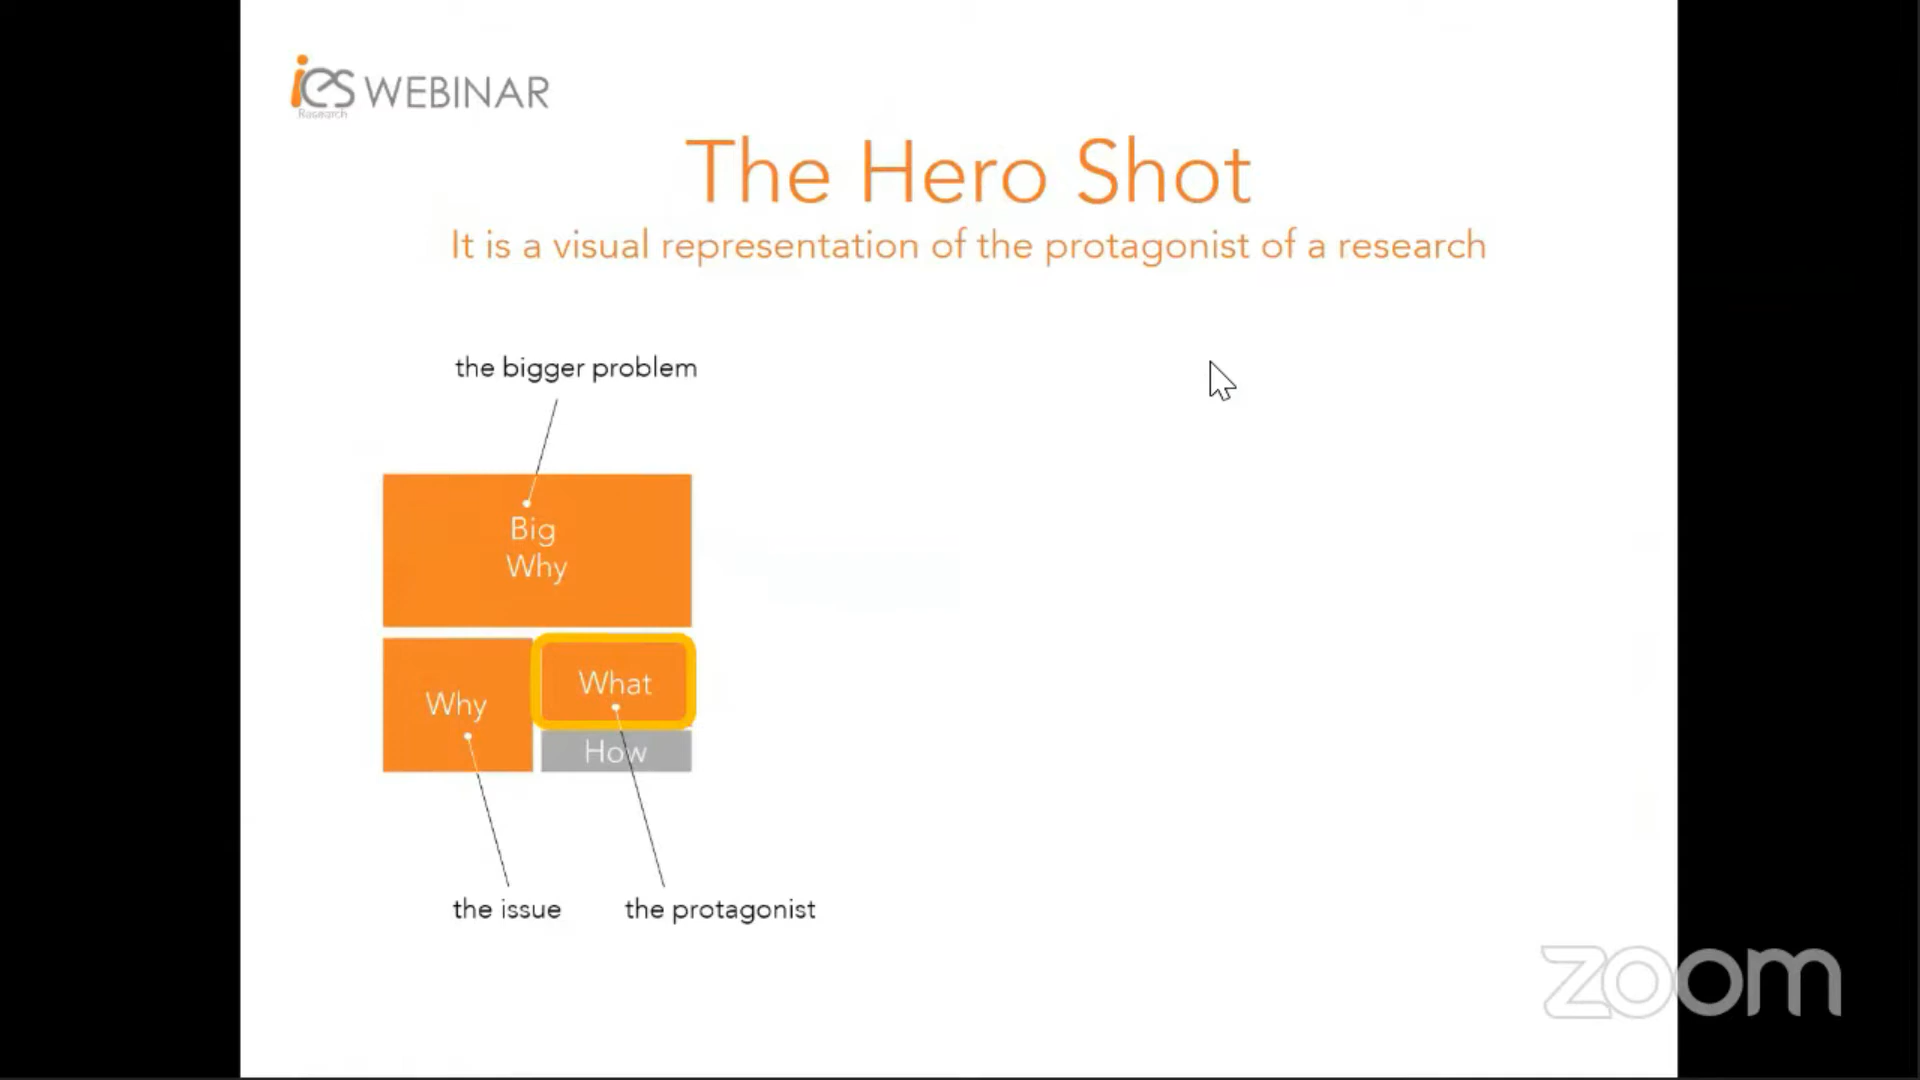 ies WEBINAR
Research
The Hero Shot
It is a visual representation of the protagonist of a research
the bigger problem
Big
Why
Why
What
How
the issue
the protagonist
zoom